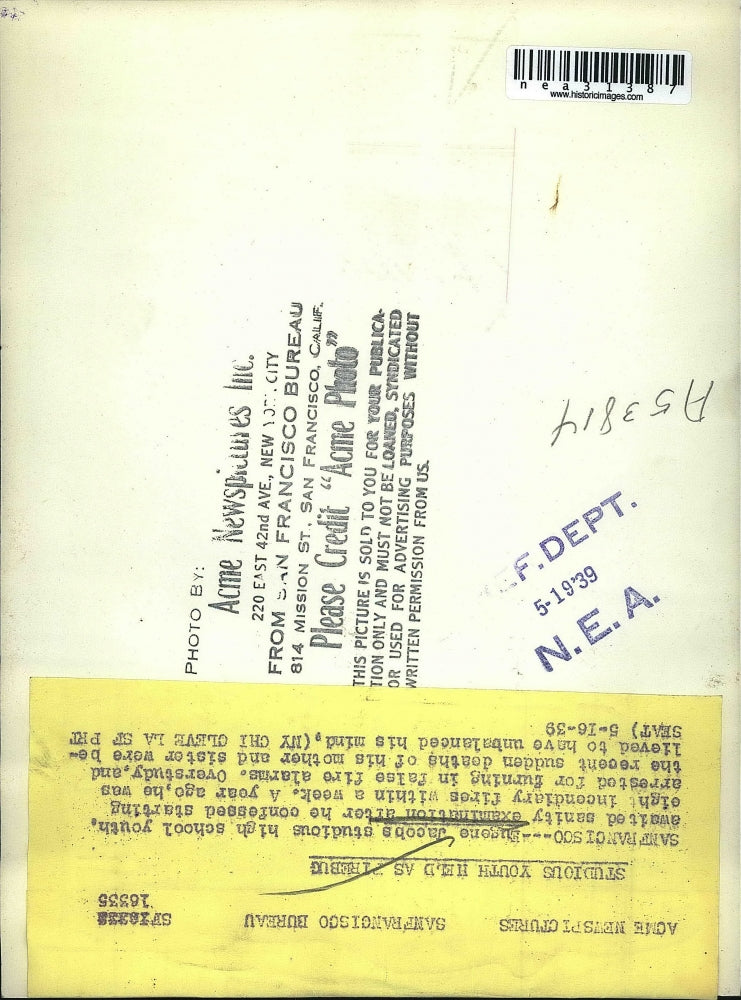 nea31387
www.historicimages.com
PHOTO BY:
Acme Newspictures Inc.
220 EAST 42nd AVE., NEW CITY
FROM SAN FRANCISCO BUREAU
814 MISSION ST., SAN FRANCISCO, CALIF.
Please Credit "Acme Photo"
THIS PICTURE IS SOLD TO YOU FOR YOUR PUBLICA-
TION ONLY AND MUST NOT BE LOANED, SYNDICATED
OR USED FOR ADVERTISING PURPOSES WITHOUT
WRITTEN PERMISSION FROM US.
A53814
EF. DEPT.
5-19'39
N.E.A.
ACME NEWSPICTURES SANFRANCISCO BUREAU
16335
STUDIOUS YOUTH HELD AS FIREBUG
SANFRANCISCO---Eugene Jacobs studious high school youth,
awaited sanity examination after he confessed starting
eight incendiary fires within a week. A year ago, he was
arrested for turning in false fire alarms. Overstudy, and
the recent sudden deaths of his mother and sister were be-
lieved to have unbalanced his mind, (NY CHI CLEVE LA SF PRT
SEAT) 5-16-39